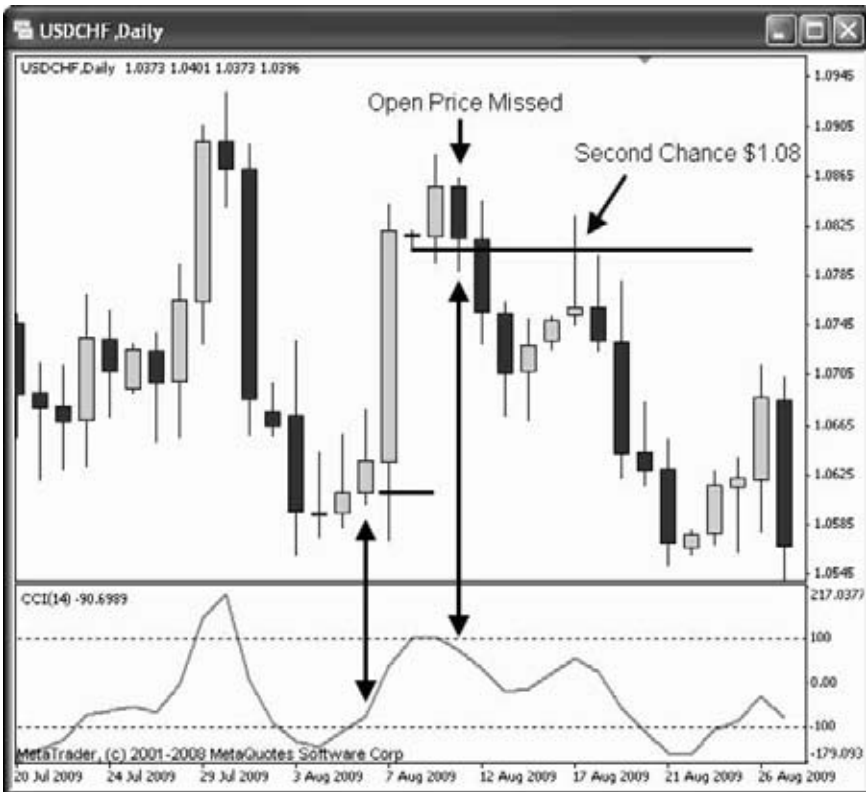 USDCHF,Daily
USDCHF,Daily 1.0373 1.0401 1.0373 1.0396
Open Price Missed
Second Chance $1.08
1.0945
1.0905
1.0865
1.0825
1.0785
1.0745
1.0705
1.0665
1.0625
1.0585
1.0545
CCI(14) -90.6989
217.0377
100
0.00
100
-179.093
MetaTrader, (c) 2001-2008 MetaQuotes Software Corp
20 Jul 2009 24 Jul 2009 29 Jul 2009 3 Aug 2009 7 Aug 2009 12 Aug 2009 17 Aug 2009 21 Aug 2009 26 Aug 2009